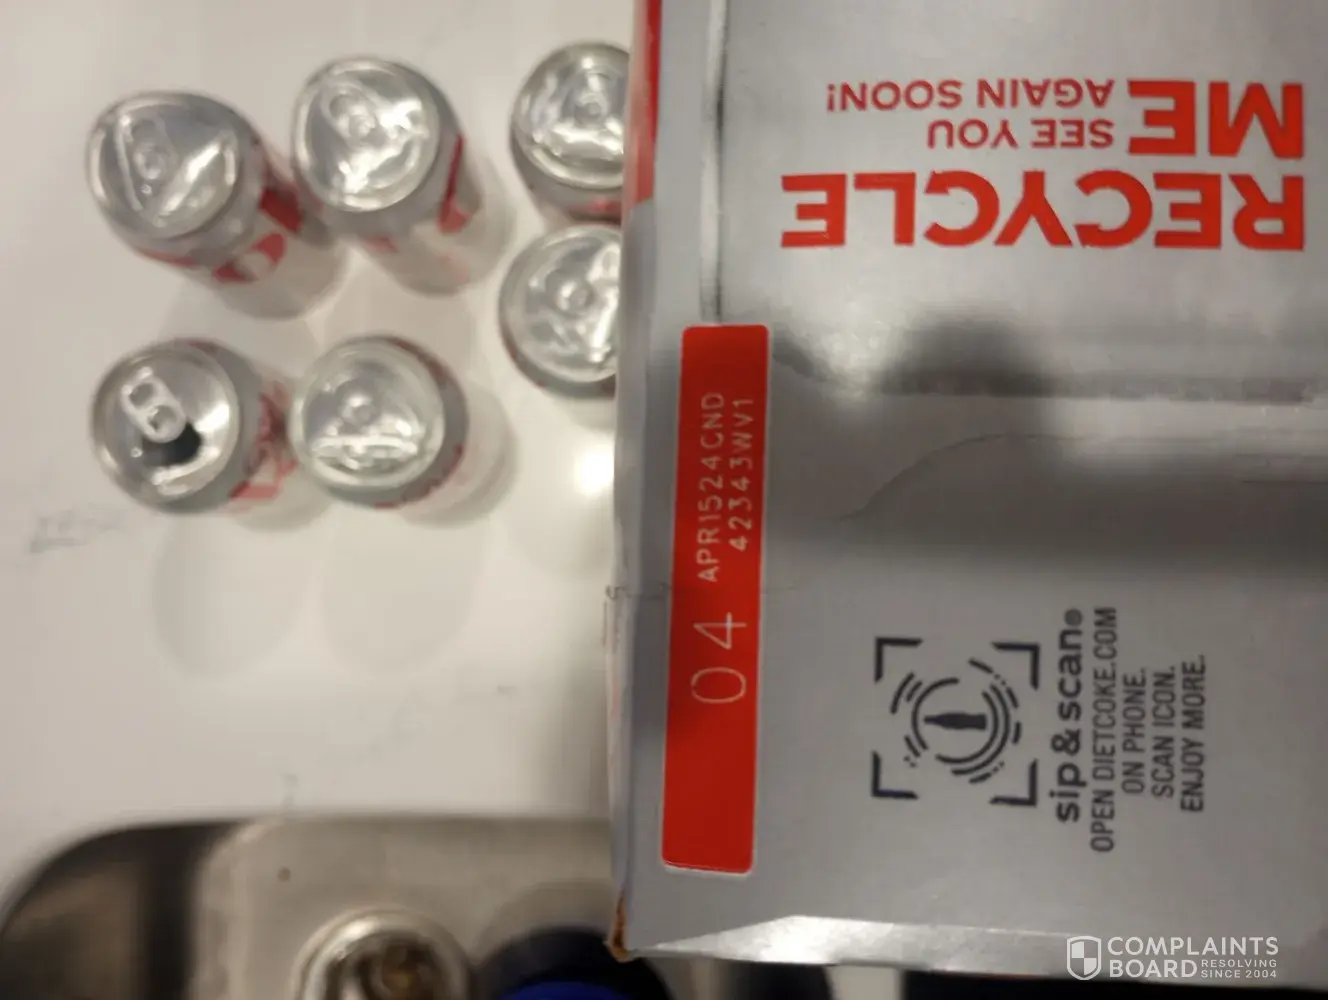 RECYCLE
ME SEE YOU
AGAIN SOON!
APR1524CND
04 42343WV1
sip & scan®
OPEN DIETCOKE.COM
ON PHONE.
SCAN ICON.
ENJOY MORE.
COMPLAINTS
BOARD RESOLVING
SINCE 2004